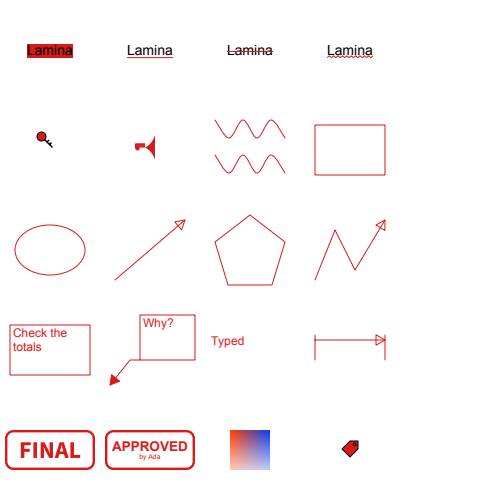 Lamina
Lamina
Lamina
Lamina
Check the
totals
Why?
Typed
FINAL
APPROVED
by Ada